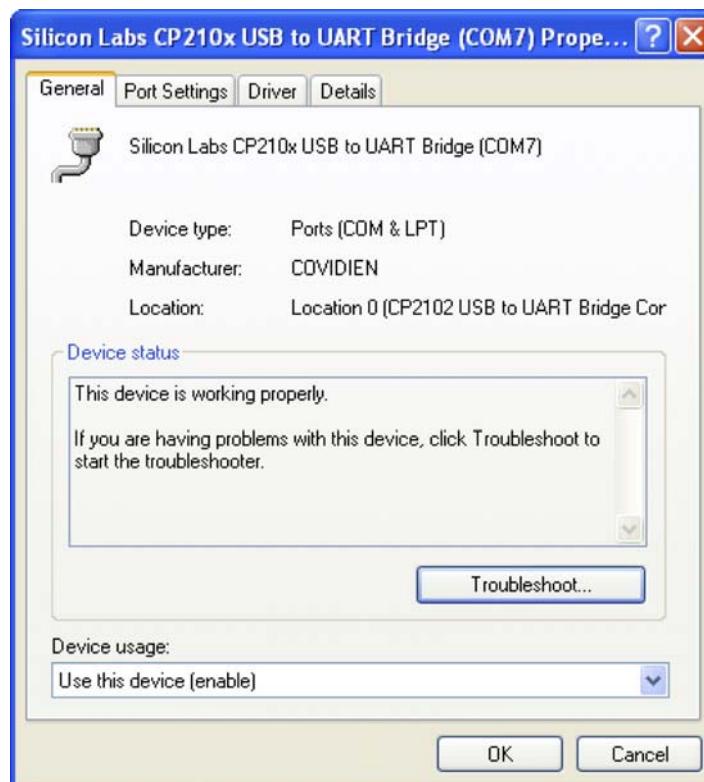 Silicon Labs CP210x USB to UART Bridge (COM7) Prope...
General Port Settings Driver Details
Silicon Labs CP210x USB to UART Bridge (COM7)
Device type: Ports (COM & LPT)
Manufacturer: COVIDIEN
Location: Location 0 (CP2102 USB to UART Bridge Cor
Device status
This device is working properly.
If you are having problems with this device, click Troubleshoot to
start the troubleshooter.
Troubleshoot...
Device usage:
Use this device (enable)
OK Cancel